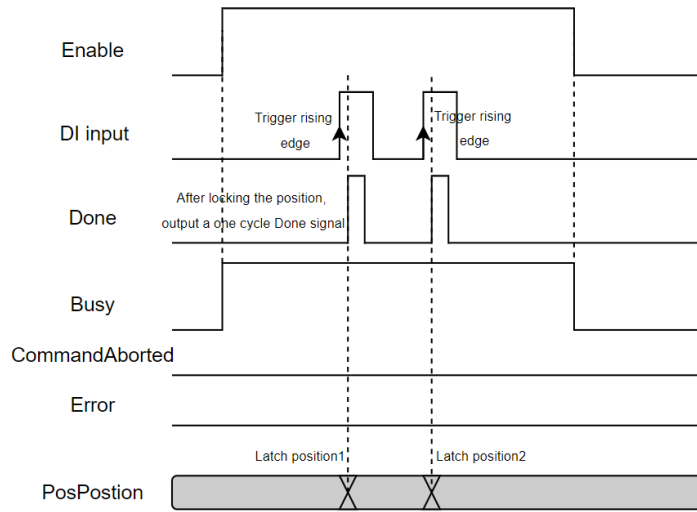 Enable
DI input
Trigger rising
edge
Trigger rising
edge
Done
After locking the position,
output a one cycle Done signal
Busy
CommandAborted
Error
Latch position1
Latch position2
PosPostion